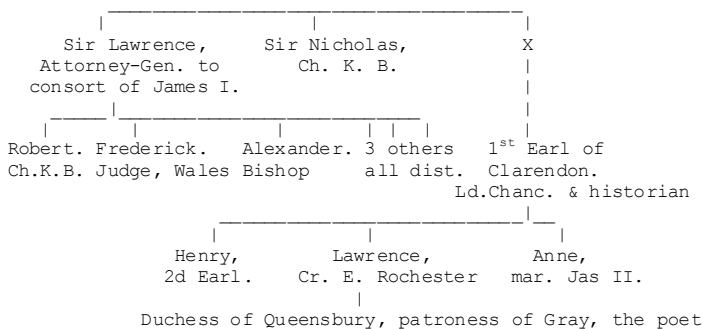 Sir Lawrence, Sir Nicholas, X
Attorney-Gen. to Ch. K. B.
consort of James I.
Robert. Frederick. Alexander. 3 others 1st Earl of
Ch.K.B. Judge, Wales Bishop all dist. Clarendon.
Ld.Chanc. & historian
Henry, Lawrence, Anne,
2d Earl. Cr. E. Rochester mar. Jas II.
Duchess of Queensbury, patroness of Gray, the poet